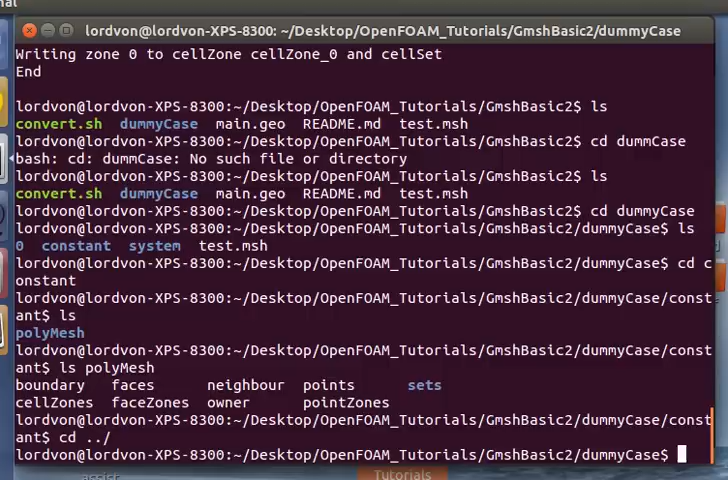 nal
lordvon@lordvon-XPS-8300: ~/Desktop/OpenFOAM_Tutorials/GmshBasic2/dummyCase
Writing zone 0 to cellZone cellZone_0 and cellSet
End
lordvon@lordvon-XPS-8300:~/Desktop/OpenFOAM_Tutorials/GmshBasic2$ ls
convert.sh dummyCase main.geo README.md test.msh
lordvon@lordvon-XPS-8300:~/Desktop/OpenFOAM_Tutorials/GmshBasic2$ cd dummCase
bash: cd: dummCase: No such file or directory
lordvon@lordvon-XPS-8300:~/Desktop/OpenFOAM_Tutorials/GmshBasic2$ ls
convert.sh dummyCase main.geo README.md test.msh
lordvon@lordvon-XPS-8300:~/Desktop/OpenFOAM_Tutorials/GmshBasic2$ cd dummyCase
lordvon@lordvon-XPS-8300:~/Desktop/OpenFOAM_Tutorials/GmshBasic2/dummyCase$ ls
0 constant system test.msh
lordvon@lordvon-XPS-8300:~/Desktop/OpenFOAM_Tutorials/GmshBasic2/dummyCase$ cd c
onstant
lordvon@lordvon-XPS-8300:~/Desktop/OpenFOAM_Tutorials/GmshBasic2/dummyCase/const
ant$ ls
polyMesh
lordvon@lordvon-XPS-8300:~/Desktop/OpenFOAM_Tutorials/GmshBasic2/dummyCase/const
ant$ ls polyMesh
boundary faces neighbour points sets
cellZones faceZones owner pointZones
lordvon@lordvon-XPS-8300:~/Desktop/OpenFOAM_Tutorials/GmshBasic2/dummyCase/const
ant$ cd ../
lordvon@lordvon-XPS-8300:~/Desktop/OpenFOAM_Tutorials/GmshBasic2/dummyCase$
assist Tutorials